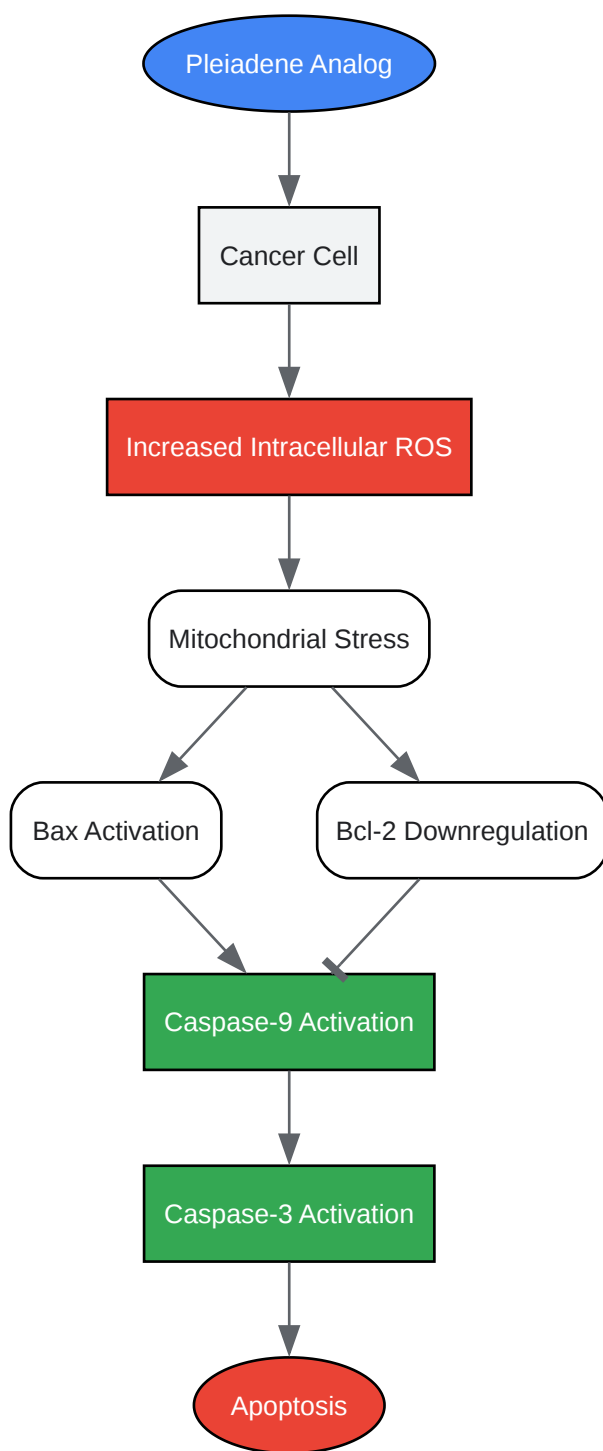 Pleiadene Analog
Cancer Cell
Increased Intracellular ROS
Mitochondrial Stress
Bax Activation
Bcl-2 Downregulation
Caspase-9 Activation
Caspase-3 Activation
Apoptosis